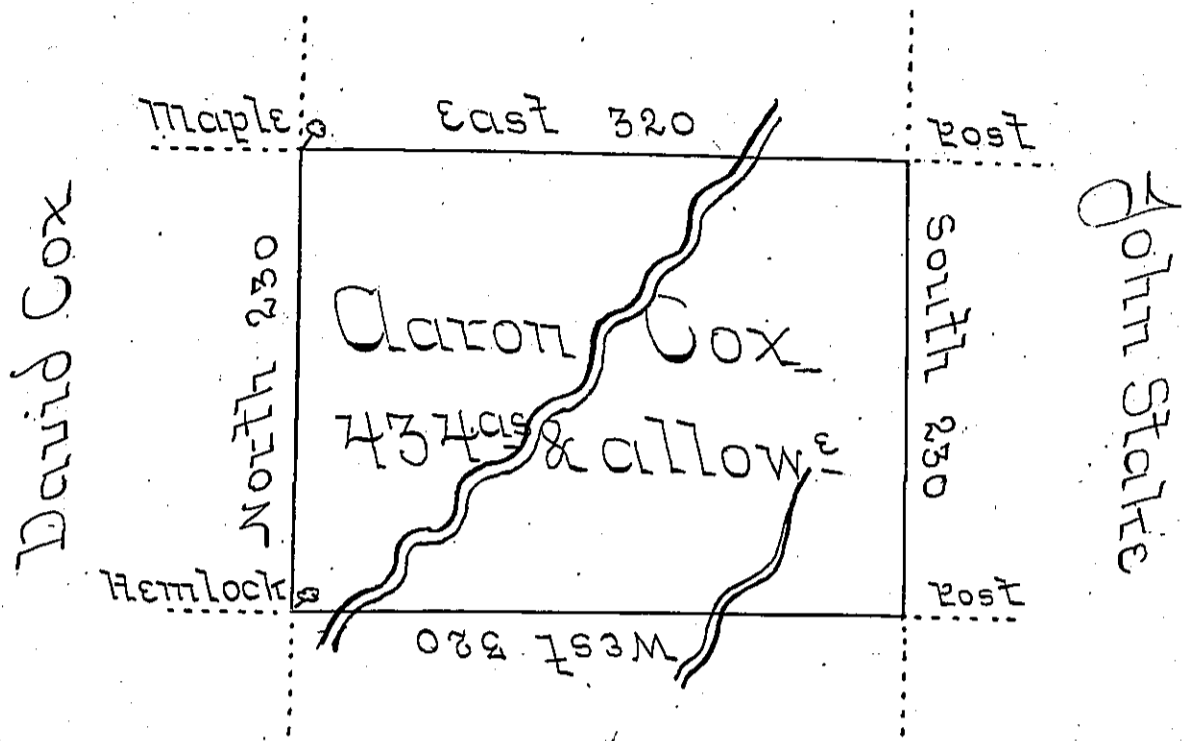 Maple
East 320
Post
David Cox
North 230
Aaron Cox
434as & allowe
South 230
John Stake
Hemlock
Post
West 320